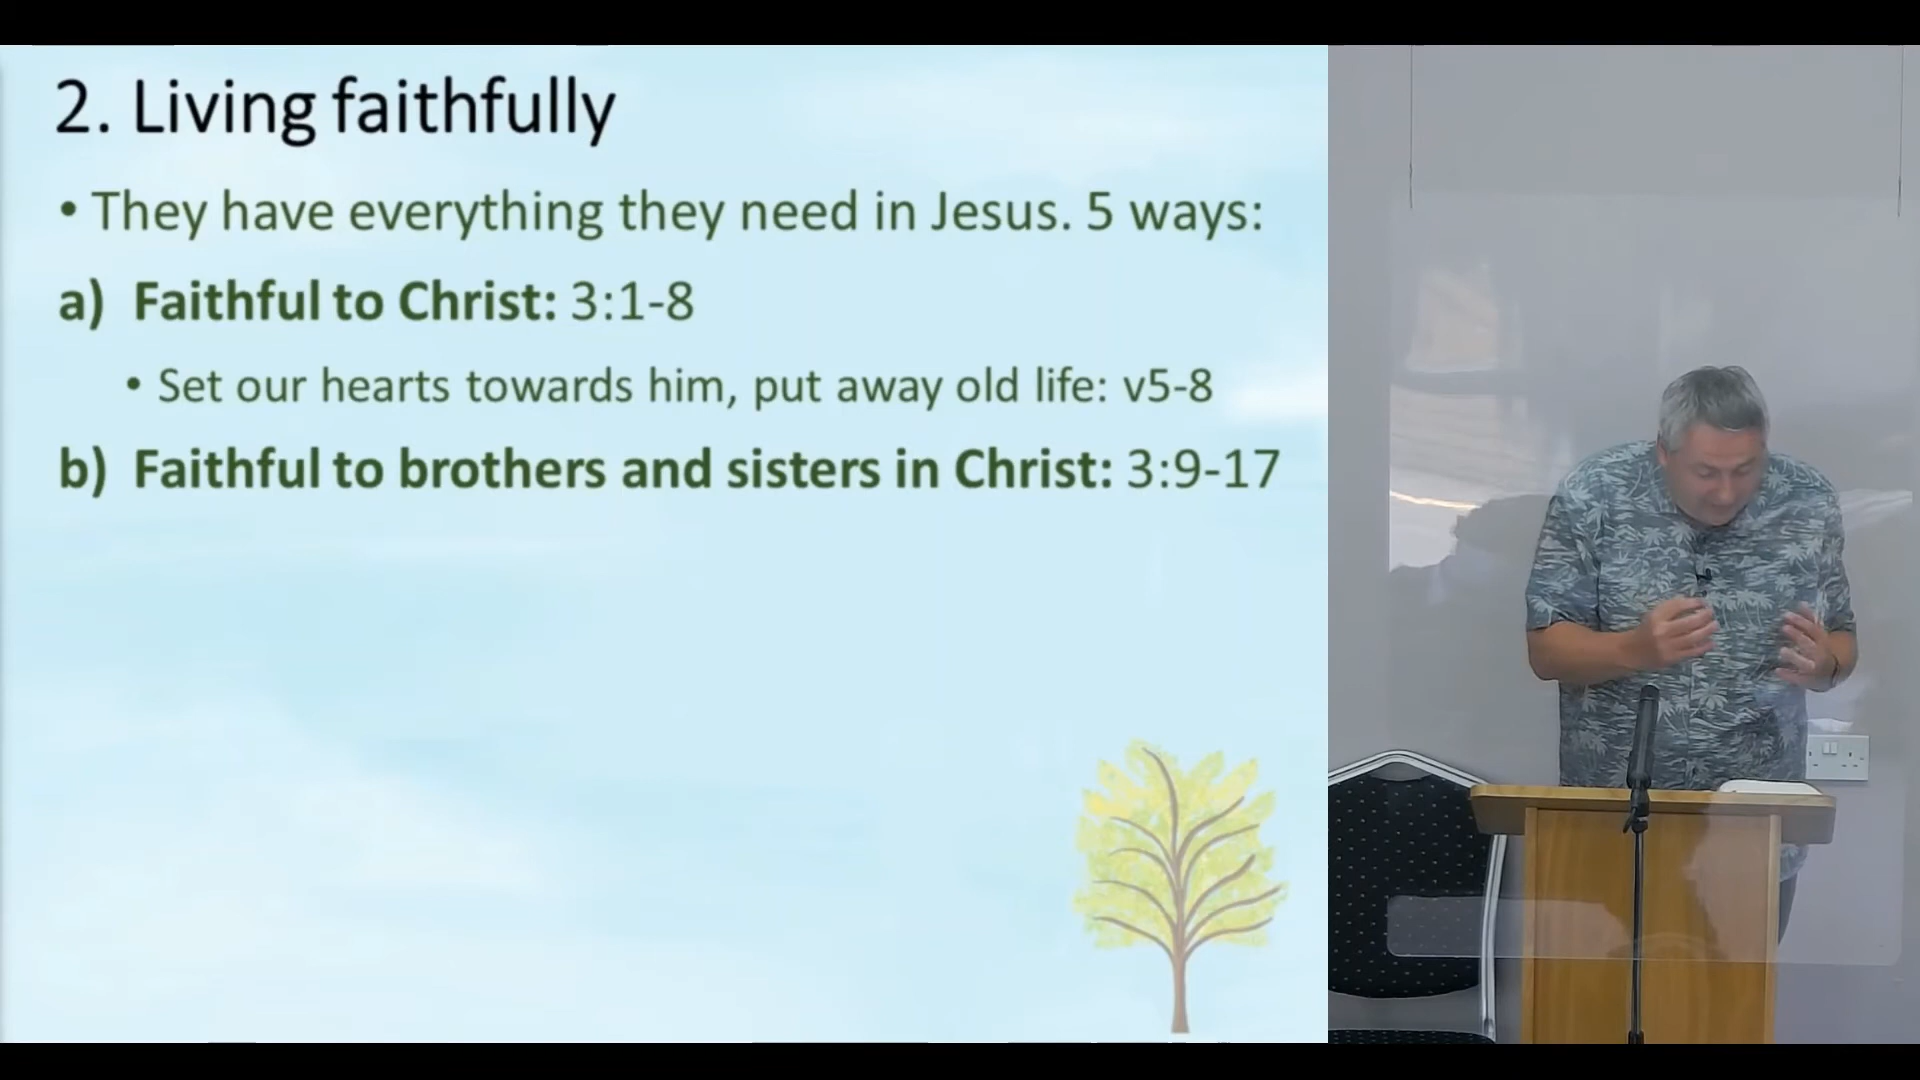 2. Living faithfully
• They have everything they need in Jesus. 5 ways:
a) Faithful to Christ: 3:1-8
• Set our hearts towards him, put away old life: v5-8
b) Faithful to brothers and sisters in Christ: 3:9-17